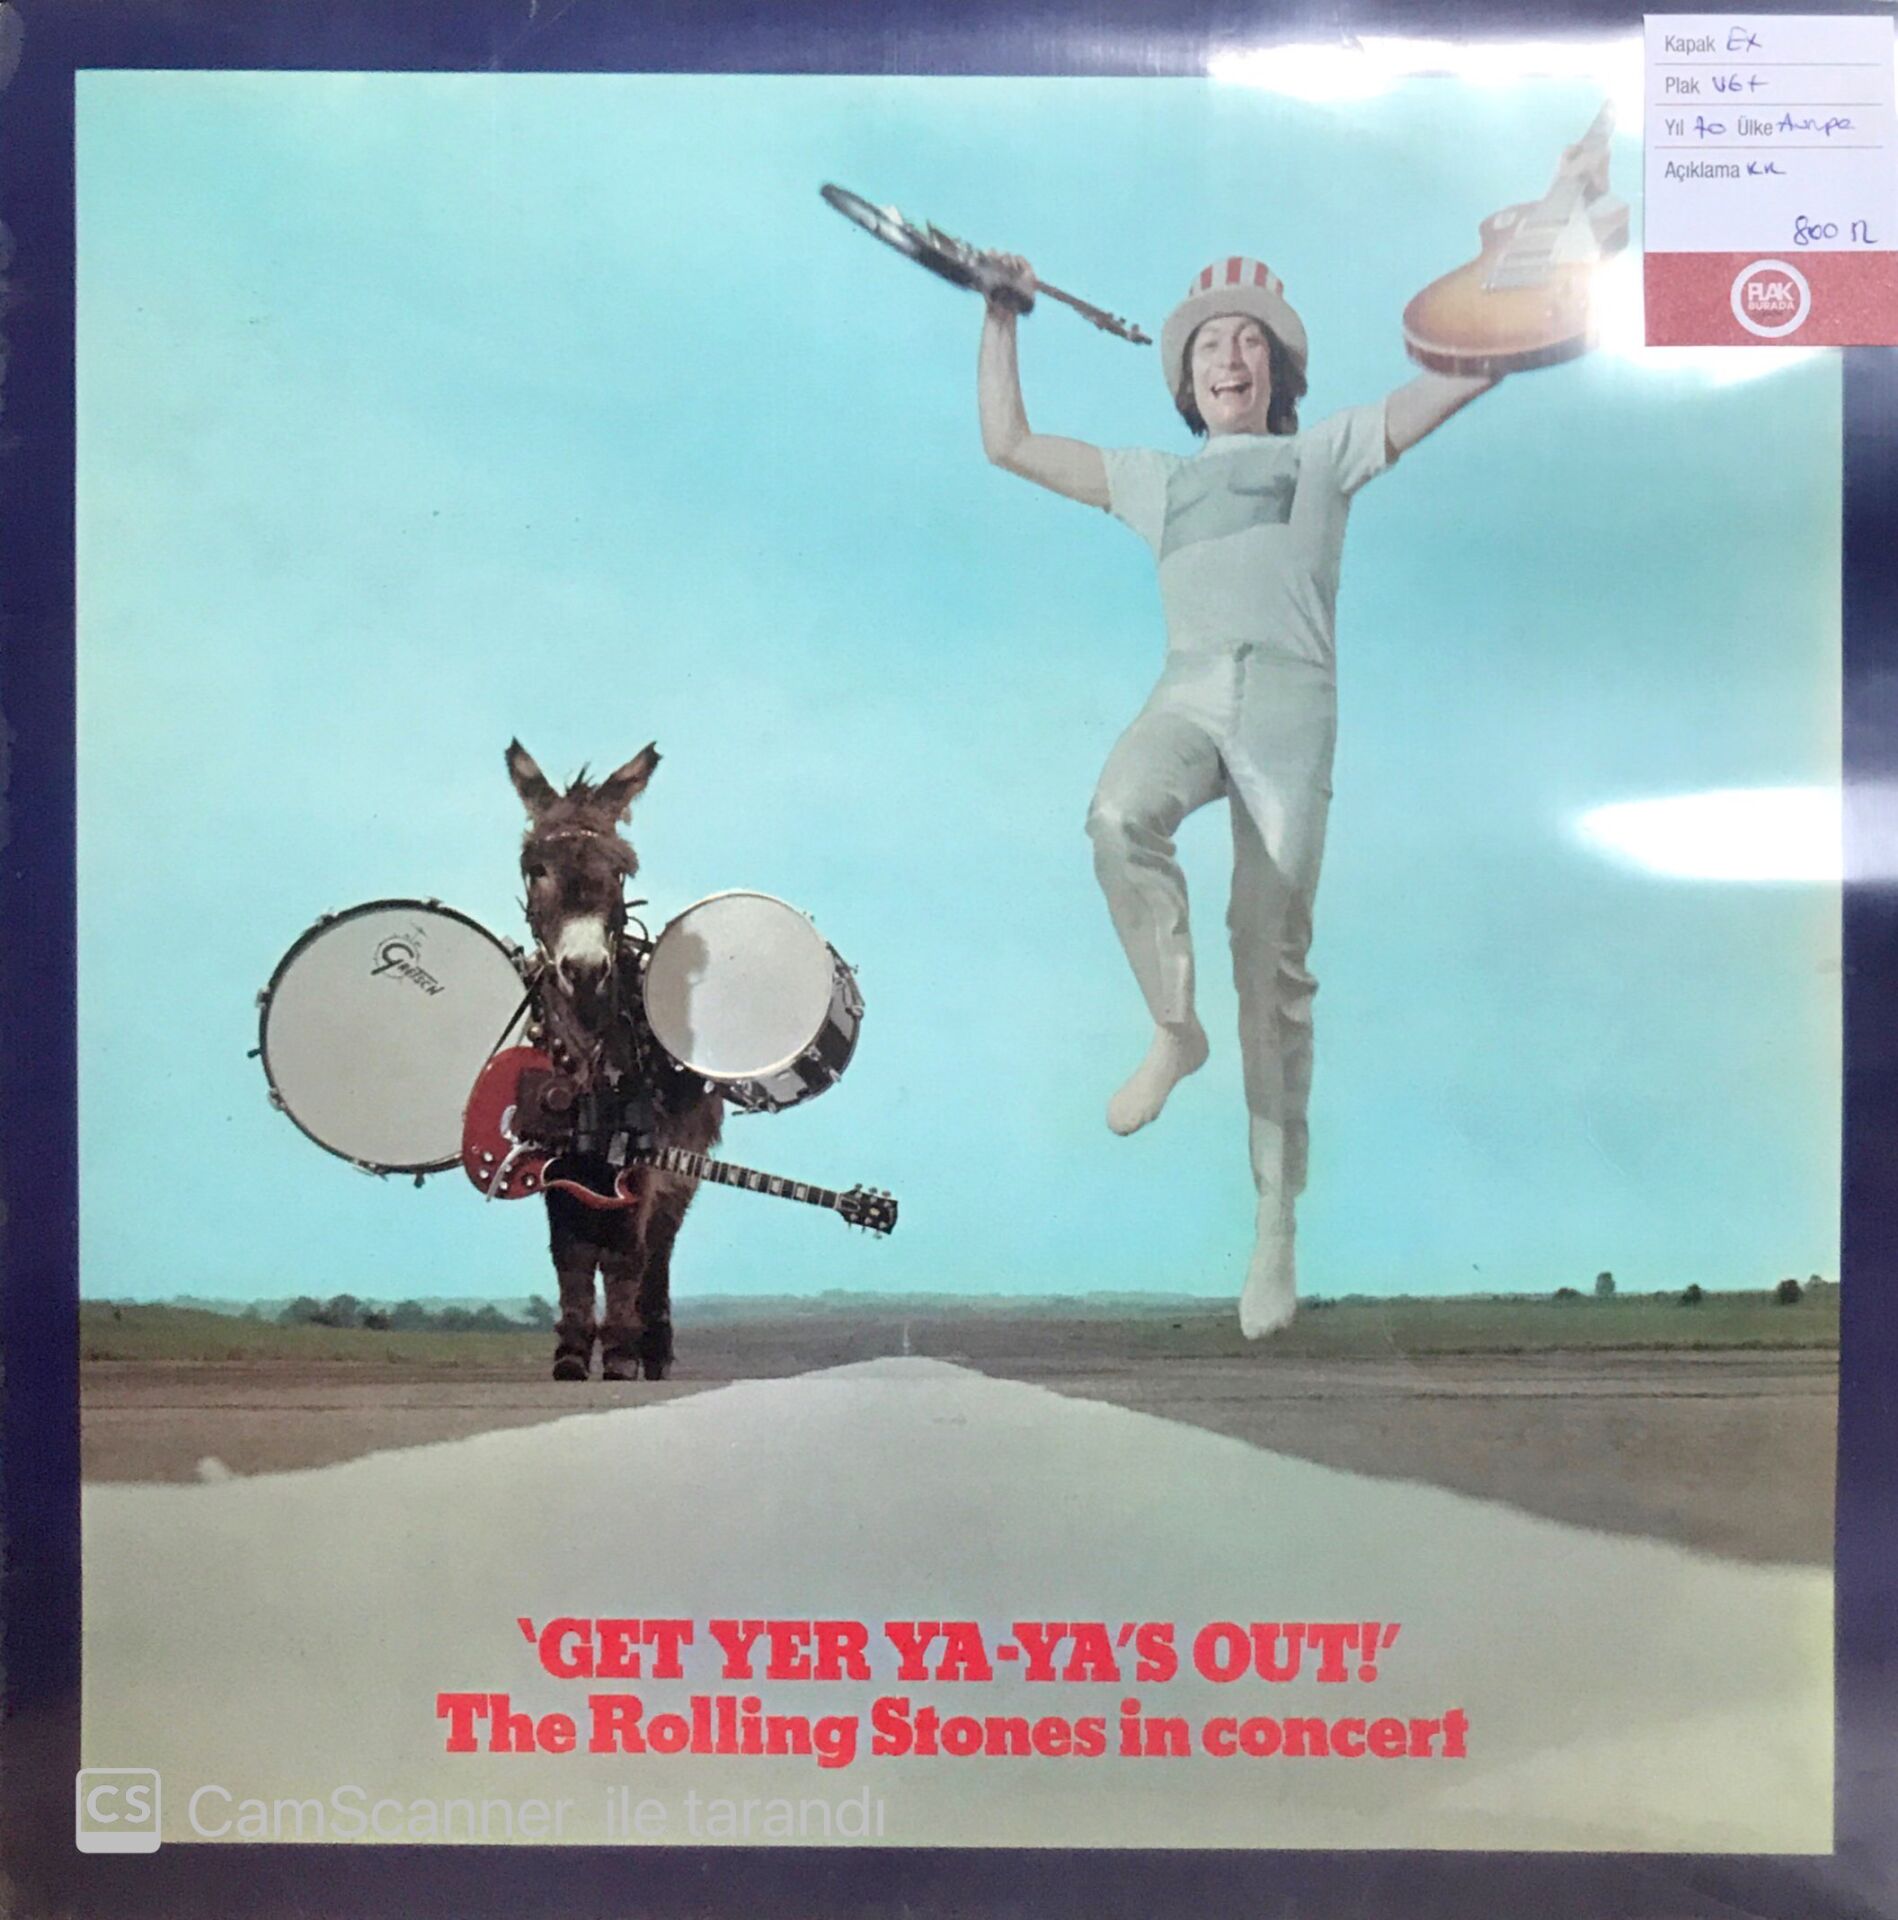 Kapak Ex
Plak VG+
Yıl 70 Ülke Avrupa
Açıklama
800 TL
PLAK
BURADA
GRETSCH
'GET YER YA-YA'S OUT!'
The Rolling Stones in concert
CS CamScanner ile tarandı